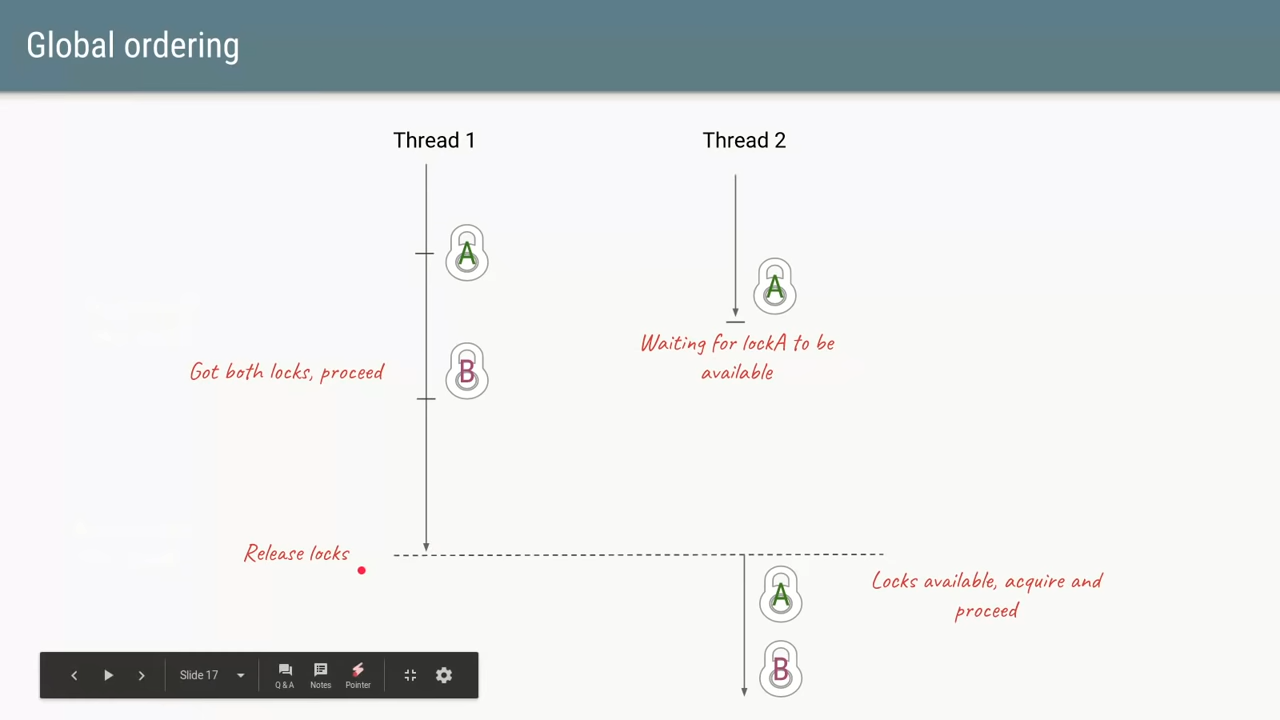 Global ordering
Thread 1
Thread 2
A
A
Waiting for lockA to be
available
Got both locks, proceed
B
Release locks
Locks available, acquire and
proceed
A
B
Slide 17
Q & A
Notes
Pointer